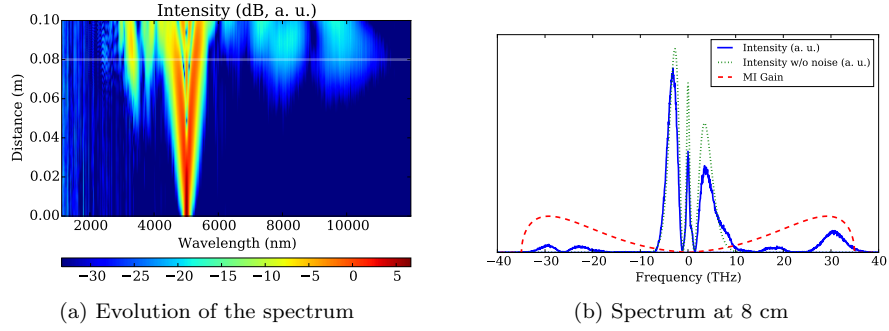 Intensity (dB, a. u.)
0.10
0.08
0.06
0.04
0.02
0.00
Distance (m)
2000 4000 6000 8000 10000
Wavelength (nm)
−30 −25 −20 −15 −10 −5 0 5
(a) Evolution of the spectrum
Intensity (a. u.)
Intensity w/o noise (a. u.)
MI Gain
−40 −30 −20 −10 0 10 20 30 40
Frequency (THz)
(b) Spectrum at 8 cm